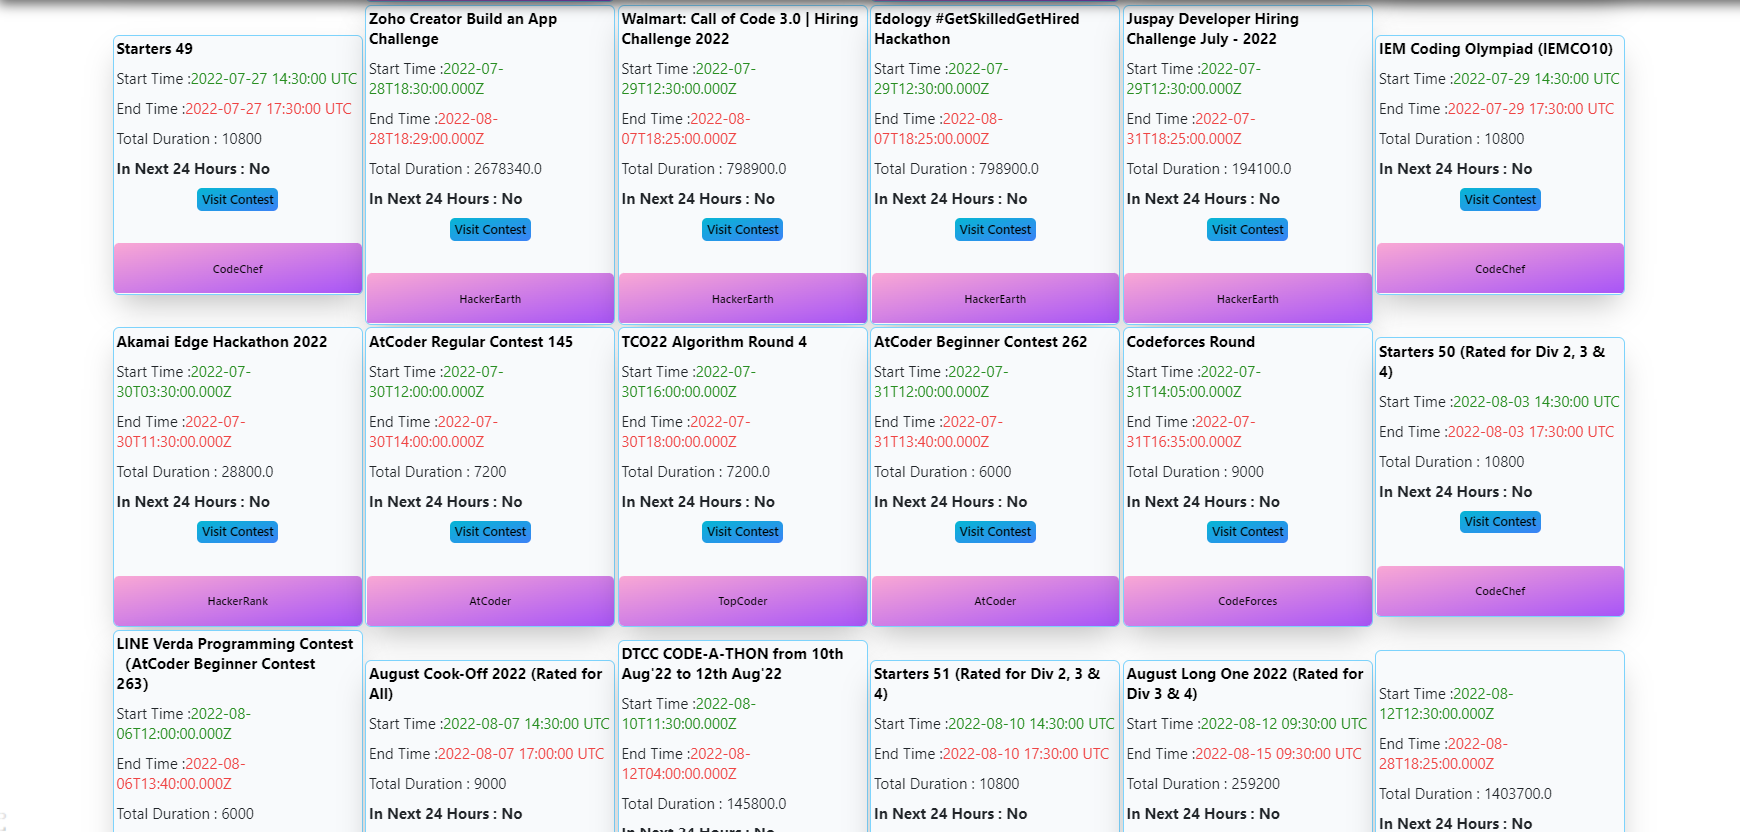 Starters 49
Start Time :2022-07-27 14:30:00 UTC
End Time :2022-07-27 17:30:00 UTC
Total Duration : 10800
In Next 24 Hours : No
Visit Contest
CodeChef
Zoho Creator Build an App
Challenge
Start Time :2022-07-
28T18:30:00.000Z
End Time :2022-08-
28T18:29:00.000Z
Total Duration : 2678340.0
In Next 24 Hours : No
Visit Contest
HackerEarth
Walmart: Call of Code 3.0 | Hiring
Challenge 2022
Start Time :2022-07-
29T12:30:00.000Z
End Time :2022-08-
07T18:25:00.000Z
Total Duration : 798900.0
In Next 24 Hours : No
Visit Contest
HackerEarth
Edology #GetSkilledGetHired
Hackathon
Start Time :2022-07-
29T12:30:00.000Z
End Time :2022-08-
07T18:25:00.000Z
Total Duration : 798900.0
In Next 24 Hours : No
Visit Contest
HackerEarth
Juspay Developer Hiring
Challenge July - 2022
Start Time :2022-07-
29T12:30:00.000Z
End Time :2022-07-
31T18:25:00.000Z
Total Duration : 194100.0
In Next 24 Hours : No
Visit Contest
HackerEarth
IEM Coding Olympiad (IEMCO10)
Start Time :2022-07-29 14:30:00 UTC
End Time :2022-07-29 17:30:00 UTC
Total Duration : 10800
In Next 24 Hours : No
Visit Contest
CodeChef
Akamai Edge Hackathon 2022
Start Time :2022-07-
30T03:30:00.000Z
End Time :2022-07-
30T11:30:00.000Z
Total Duration : 28800.0
In Next 24 Hours : No
Visit Contest
HackerRank
AtCoder Regular Contest 145
Start Time :2022-07-
30T12:00:00.000Z
End Time :2022-07-
30T14:00:00.000Z
Total Duration : 7200
In Next 24 Hours : No
Visit Contest
AtCoder
TCO22 Algorithm Round 4
Start Time :2022-07-
30T16:00:00.000Z
End Time :2022-07-
30T18:00:00.000Z
Total Duration : 7200.0
In Next 24 Hours : No
Visit Contest
TopCoder
AtCoder Beginner Contest 262
Start Time :2022-07-
31T12:00:00.000Z
End Time :2022-07-
31T13:40:00.000Z
Total Duration : 6000
In Next 24 Hours : No
Visit Contest
AtCoder
Codeforces Round
Start Time :2022-07-
31T14:05:00.000Z
End Time :2022-07-
31T16:35:00.000Z
Total Duration : 9000
In Next 24 Hours : No
Visit Contest
CodeForces
Starters 50 (Rated for Div 2, 3 &
4)
Start Time :2022-08-03 14:30:00 UTC
End Time :2022-08-03 17:30:00 UTC
Total Duration : 10800
In Next 24 Hours : No
Visit Contest
CodeChef
LINE Verda Programming Contest
(AtCoder Beginner Contest
263)
Start Time :2022-08-
06T12:00:00.000Z
End Time :2022-08-
06T13:40:00.000Z
Total Duration : 6000
August Cook-Off 2022 (Rated for
All)
Start Time :2022-08-07 14:30:00 UTC
End Time :2022-08-07 17:00:00 UTC
Total Duration : 9000
In Next 24 Hours : No
DTCC CODE-A-THON from 10th
Aug'22 to 12th Aug'22
Start Time :2022-08-
10T11:30:00.000Z
End Time :2022-08-
12T04:00:00.000Z
Total Duration : 145800.0
In Next 24 Hours : No
Starters 51 (Rated for Div 2, 3 &
4)
Start Time :2022-08-10 14:30:00 UTC
End Time :2022-08-10 17:30:00 UTC
Total Duration : 10800
In Next 24 Hours : No
August Long One 2022 (Rated for
Div 3 & 4)
Start Time :2022-08-12 09:30:00 UTC
End Time :2022-08-15 09:30:00 UTC
Total Duration : 259200
In Next 24 Hours : No
Start Time :2022-08-
12T12:30:00.000Z
End Time :2022-08-
28T18:25:00.000Z
Total Duration : 1403700.0
In Next 24 Hours : No